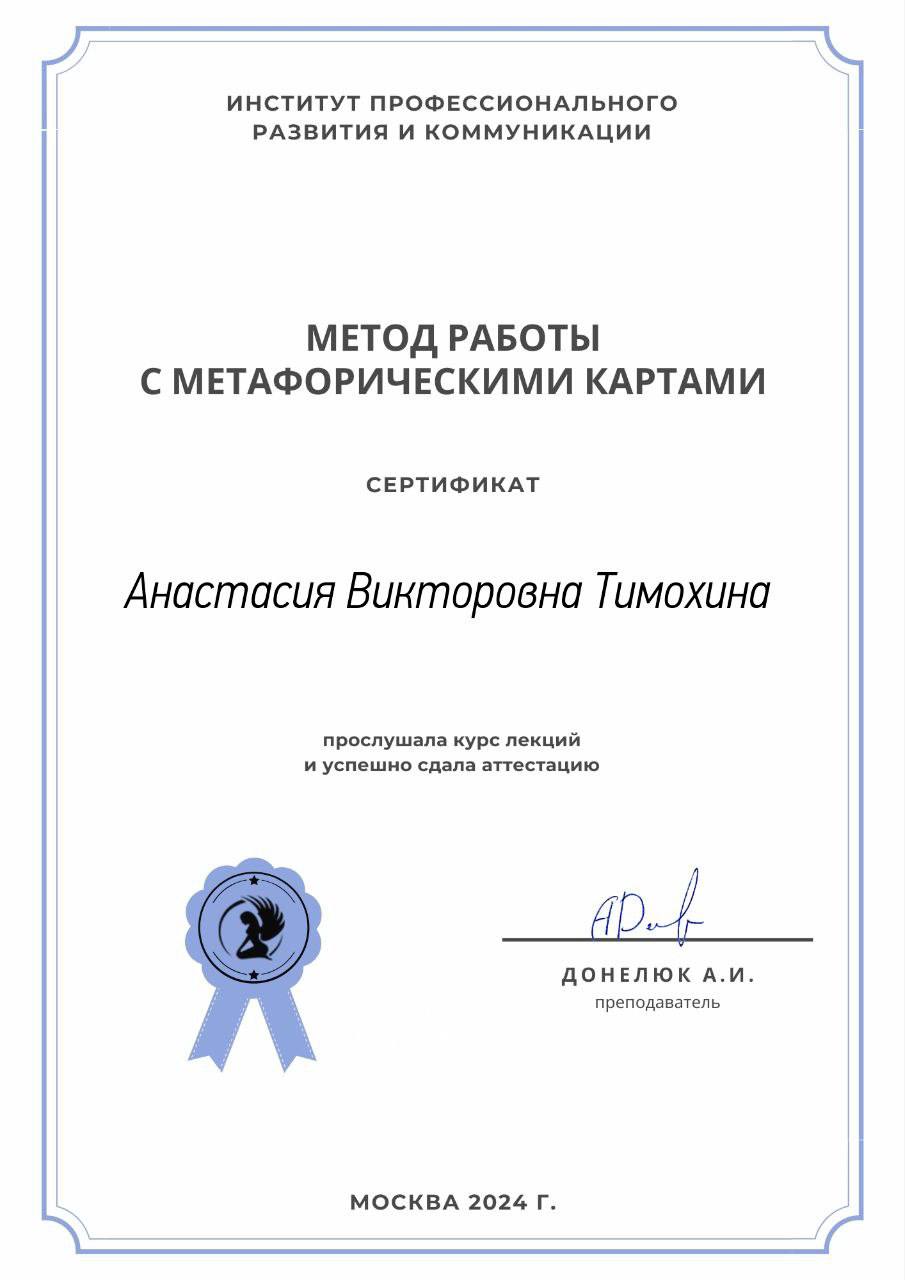 ИНСТИТУТ ПРОФЕССИОНАЛЬНОГО
РАЗВИТИЯ И КОММУНИКАЦИИ
МЕТОД РАБОТЫ
С МЕТАФОРИЧЕСКИМИ КАРТАМИ
СЕРТИФИКАТ
Анастасия Викторовна Тимохина
прослушала курс лекций
и успешно сдала аттестацию
ДОНЕЛЮК А.И.
преподаватель
МОСКВА 2024 Г.